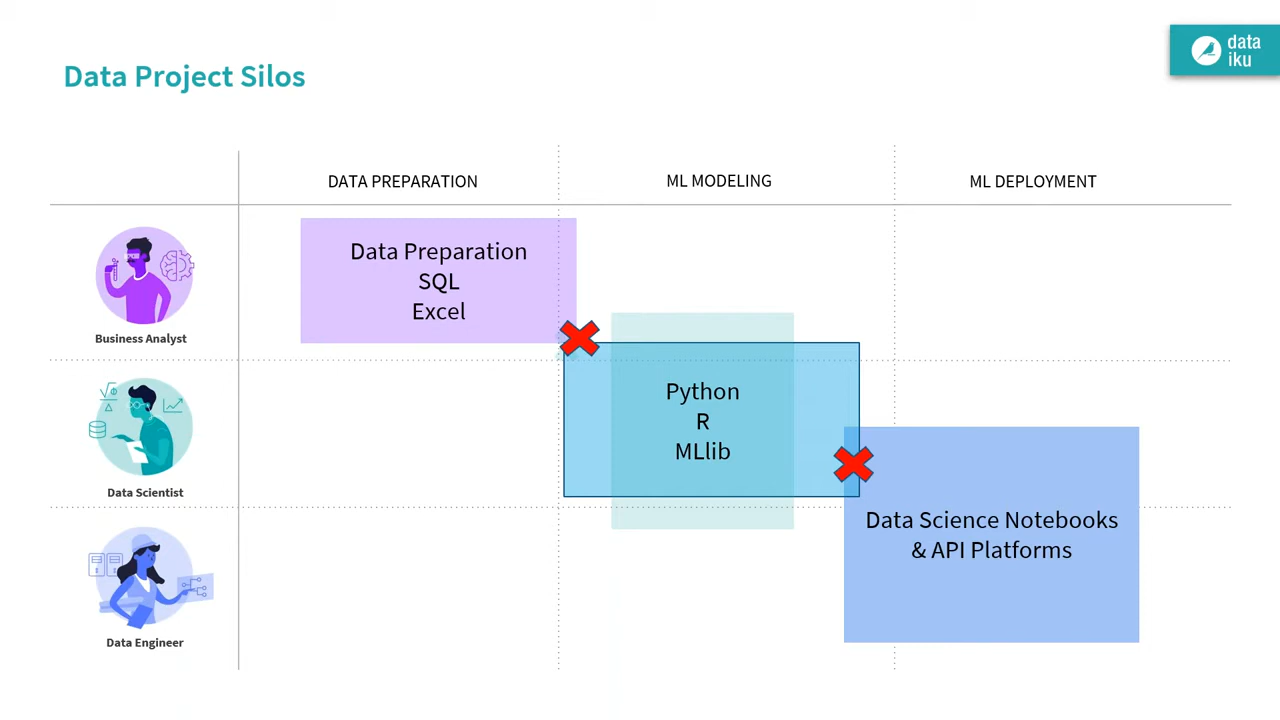 Data Project Silos
data
iku
DATA PREPARATION
ML MODELING
ML DEPLOYMENT
Data Preparation
SQL
Excel
Business Analyst
Python
R
MLlib
Data Scientist
Data Science Notebooks
& API Platforms
Data Engineer